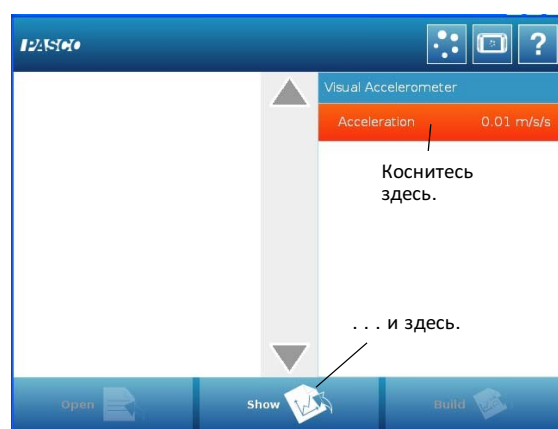 PASCO
?
Visual Accelerometer
Acceleration 0.01 m/s/s
Коснитесь
здесь.
. . . и здесь.
Open Show Build